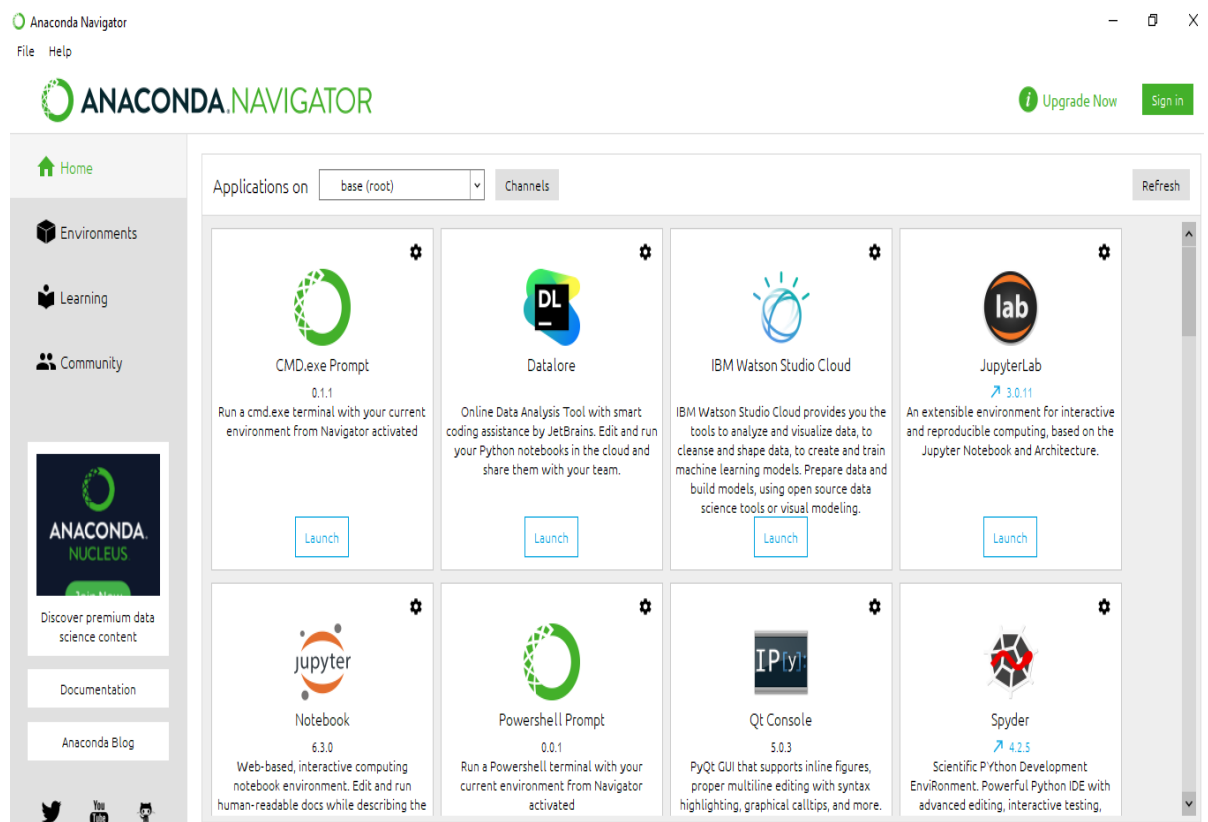 Anaconda Navigator
File Help
ANACONDA.NAVIGATOR
Upgrade Now
Sign in
Home
Environments
Learning
Community
ANACONDA.
NUCLEUS
Join Now
Discover premium data
science content
Documentation
Anaconda Blog
You
Tube
Applications on
base (root)
Channels
Refresh
CMD.exe Prompt
0.1.1
Run a cmd.exe terminal with your current
environment from Navigator activated
Launch
DL
Datalore
Online Data Analysis Tool with smart
coding assistance by JetBrains. Edit and run
your Python notebooks in the cloud and
share them with your team.
Launch
IBM Watson Studio Cloud
IBM Watson Studio Cloud provides you the
tools to analyze and visualize data, to
cleanse and shape data, to create and train
machine learning models. Prepare data and
build models, using open source data
science tools or visual modeling.
Launch
lab
JupyterLab
3.0.11
An extensible environment for interactive
and reproducible computing, based on the
Jupyter Notebook and Architecture.
Launch
jupyter
Notebook
6.3.0
Web-based, interactive computing
notebook environment. Edit and run
human-readable docs while describing the
Powershell Prompt
0.0.1
Run a Powershell terminal with your
current environment from Navigator
activated
IP[y]:
Qt Console
5.0.3
PyQt GUI that supports inline figures,
proper multiline editing with syntax
highlighting, graphical calltips, and more.
Spyder
4.2.5
Scientific PYthon Development
EnviRonment. Powerful Python IDE with
advanced editing, interactive testing,